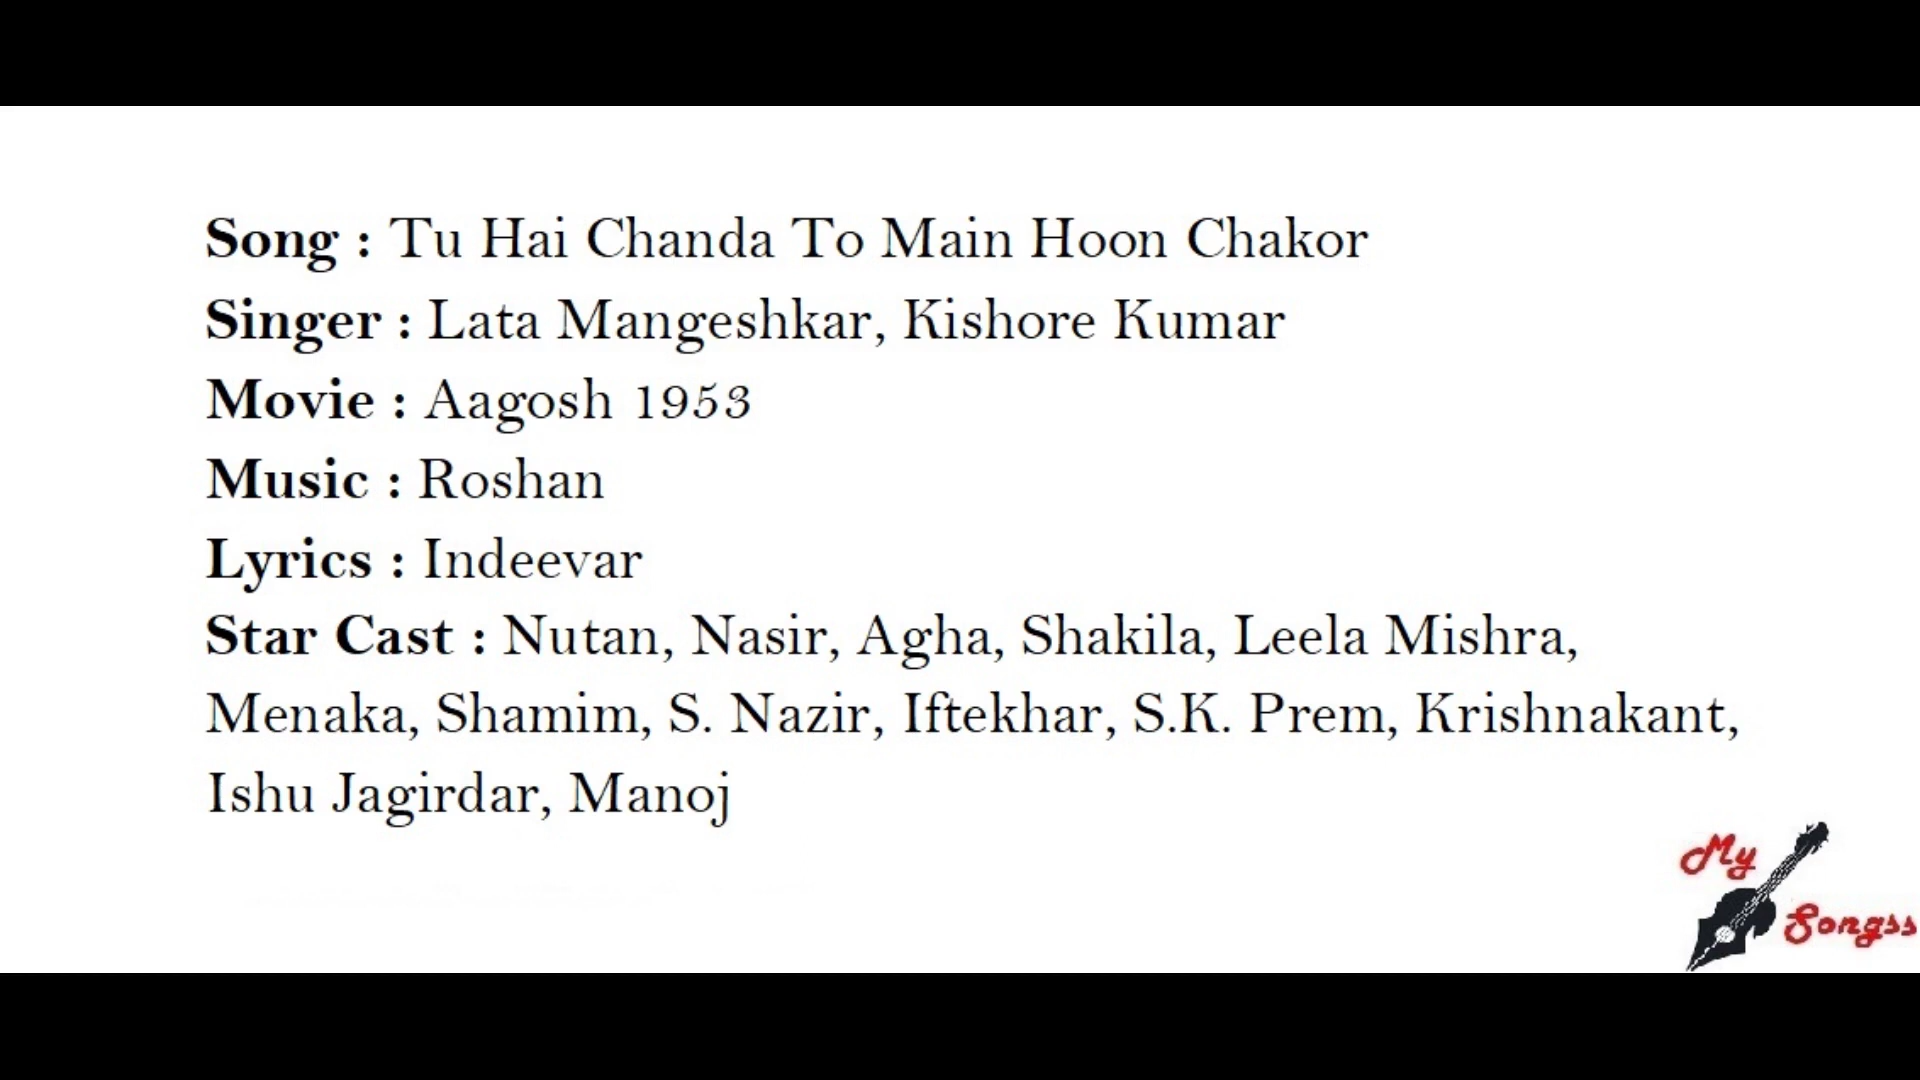 Song : Tu Hai Chanda To Main Hoon Chakor
Singer : Lata Mangeshkar, Kishore Kumar
Movie : Aagosh 1953
Music : Roshan
Lyrics : Indeevar
Star Cast : Nutan, Nasir, Agha, Shakila, Leela Mishra,
Menaka, Shamim, S. Nazir, Iftekhar, S.K. Prem, Krishnakant,
Ishu Jagirdar, Manoj
My
Songss